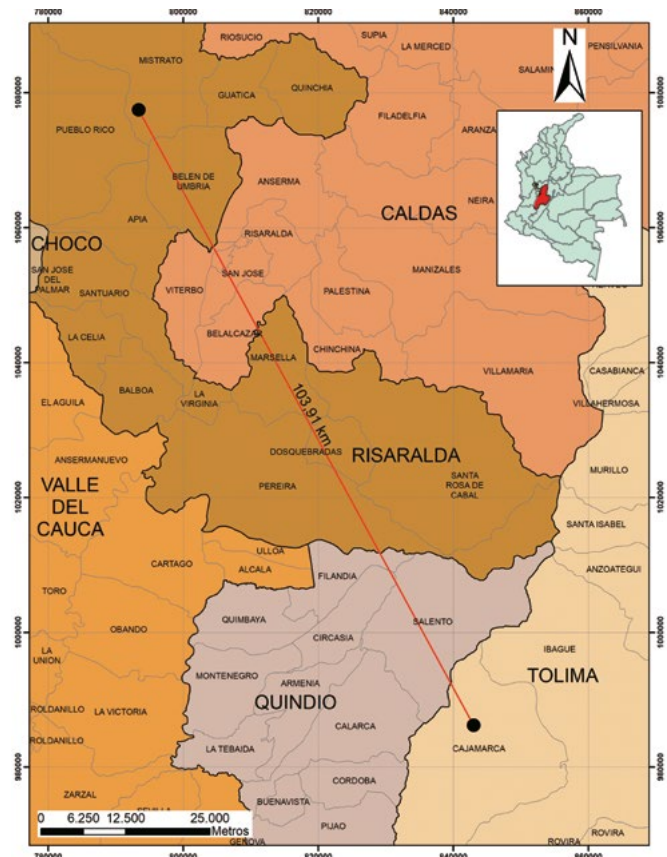 780000 800000 820000 840000 860000
RIOSUCIO
SUPIA
LA MERCED
PENSILVANIA
N
MISTRATO
SALAMIN
GUATICA
QUINCHIA
1080000
1080000
FILADELFIA
ARANZA
PUEBLO RICO
BELEN DE
UMBRIA
ANSERMA
NEIRA
APIA
CALDAS
1060000
1060000
RISARALDA
CHOCO
SAN JOSE
DEL
PALMAR
SAN JOSE
MANIZALES
SANTUARIO
VITERBO
PALESTINA
LA CELIA
BELALCAZAR
MARSELLA
CHINCHINA
1040000
1040000
VILLAMARIA
CASABIANCA
BALBOA
LA
VIRGINIA
103,91 km
EL AGUILA
VILLAHERMOSA
DOSQUEBRADAS
RISARALDA
ANSERMANUEVO
MURILLO
PEREIRA
SANTA
ROSA DE
CABAL
VALLE
DEL
CAUCA
1020000
1020000
SANTA ISABEL
CARTAGO
ULLOA
ALCALA
FILANDIA
ANZOATEGUI
TORO
QUIMBAYA
SALENTO
1000000
1000000
OBANDO
CIRCASIA
LA
UNION
IBAGUE
MONTENEGRO
ARMENIA
TOLIMA
ROLDANILLO
LA VICTORIA
QUINDIO
CALARCA
ROLDANILLO
LA TEBAIDA
CAJAMARCA
980000
980000
CORDOBA
ZARZAL
BUENAVISTA
SEVILLA
PIJAO
0 6.250 12.500 25.000
Metros
GENOVA
ROVIRA
ROVIRA
780000 800000 820000 840000 860000